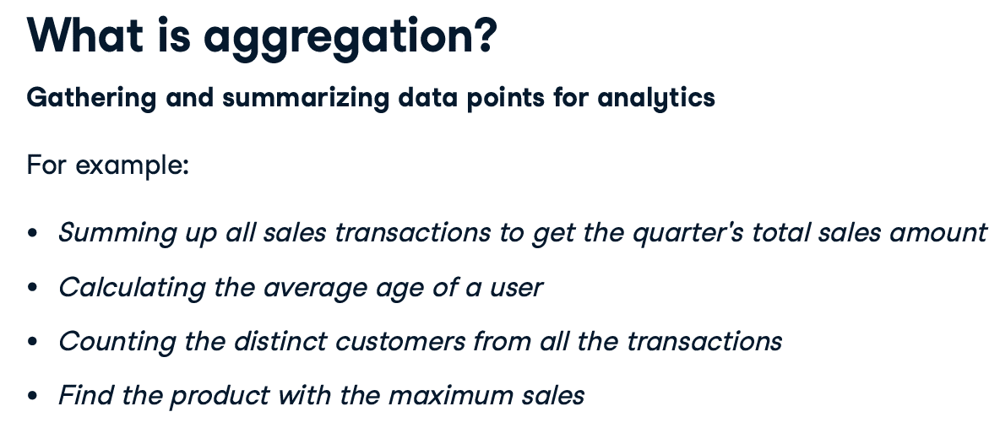 What is aggregation?
Gathering and summarizing data points for analytics
For example:
• Summing up all sales transactions to get the quarter's total sales amount
• Calculating the average age of a user
• Counting the distinct customers from all the transactions
• Find the product with the maximum sales